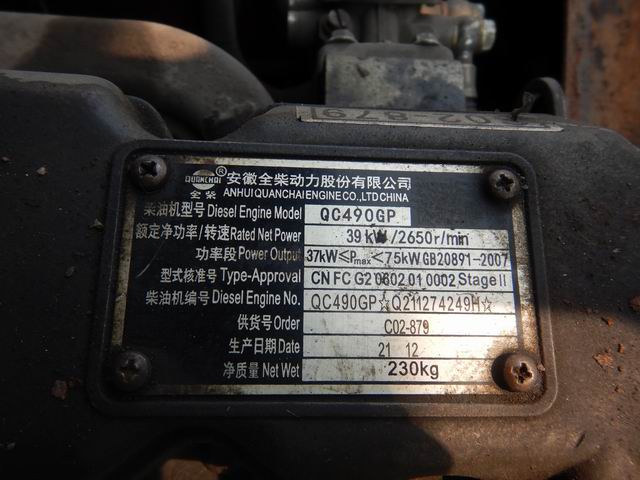 02-879
QUANCHAI ®
全柴
安徽全柴动力股份有限公司
ANHUI QUANCHAI ENGINE CO.,LTD CHINA
柴油机型号 Diesel Engine Model QC490GP
额定净功率/转速 Rated Net Power 39kW/2650r/min
功率段 Power Output 37kW≤Pmax<75kW GB20891-2007
型式核准号 Type-Approval CNFC G2 0602 01 0002 Stage II
柴油机编号 Diesel Engine No. QC490GP☆Q211274249H☆
供货号 Order C02-879
生产日期 Date 21 12
净质量 Net Wet 230kg